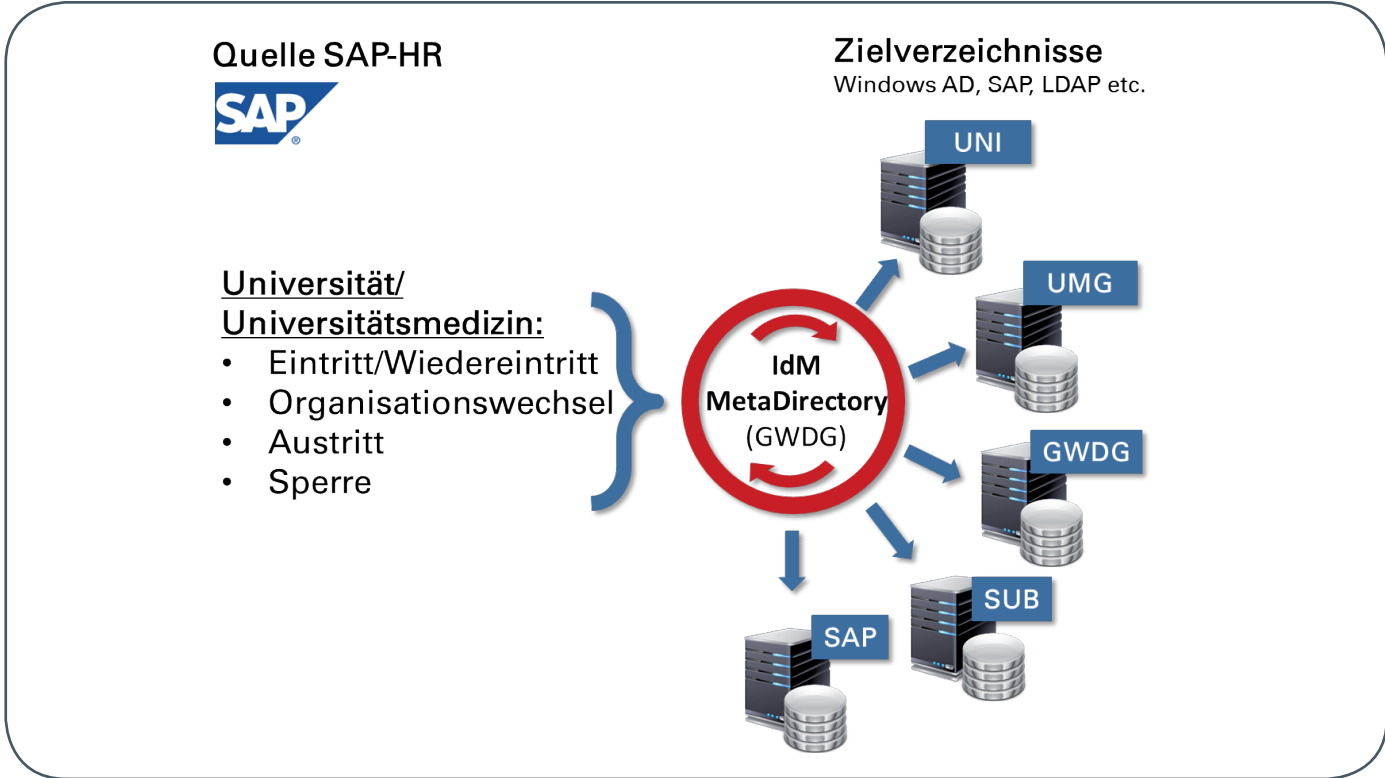 Quelle SAP-HR
SAP
®
Zielverzeichnisse
Windows AD, SAP, LDAP etc.
Universität/
Universitätsmedizin:
• Eintritt/Wiedereintritt
• Organisationswechsel
• Austritt
• Sperre
IdM
MetaDirectory
(GWDG)
UNI
UMG
GWDG
SUB
SAP